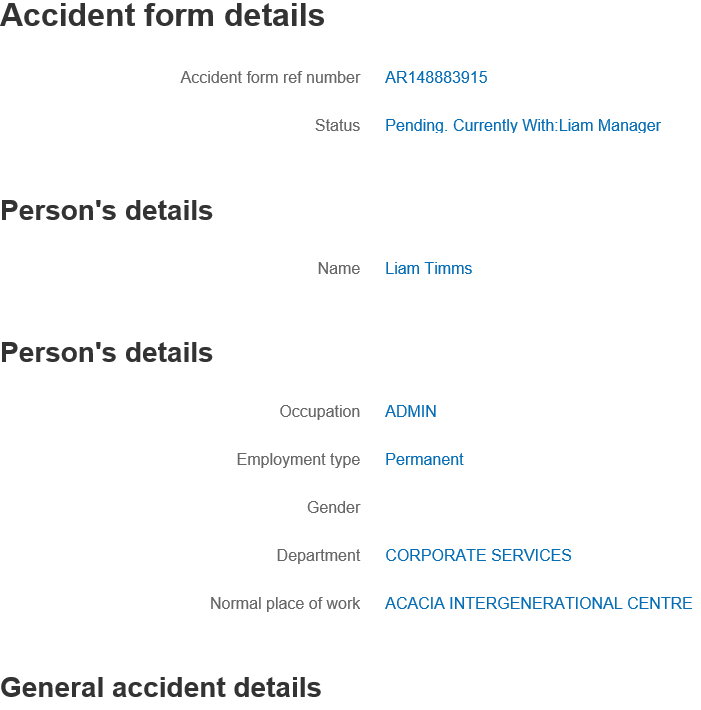 Accident form details
Accident form ref number AR148883915
Status Pending. Currently With:Liam Manager
Person's details
Name Liam Timms
Person's details
Occupation ADMIN
Employment type Permanent
Gender
Department CORPORATE SERVICES
Normal place of work ACACIA INTERGENERATIONAL CENTRE
General accident details